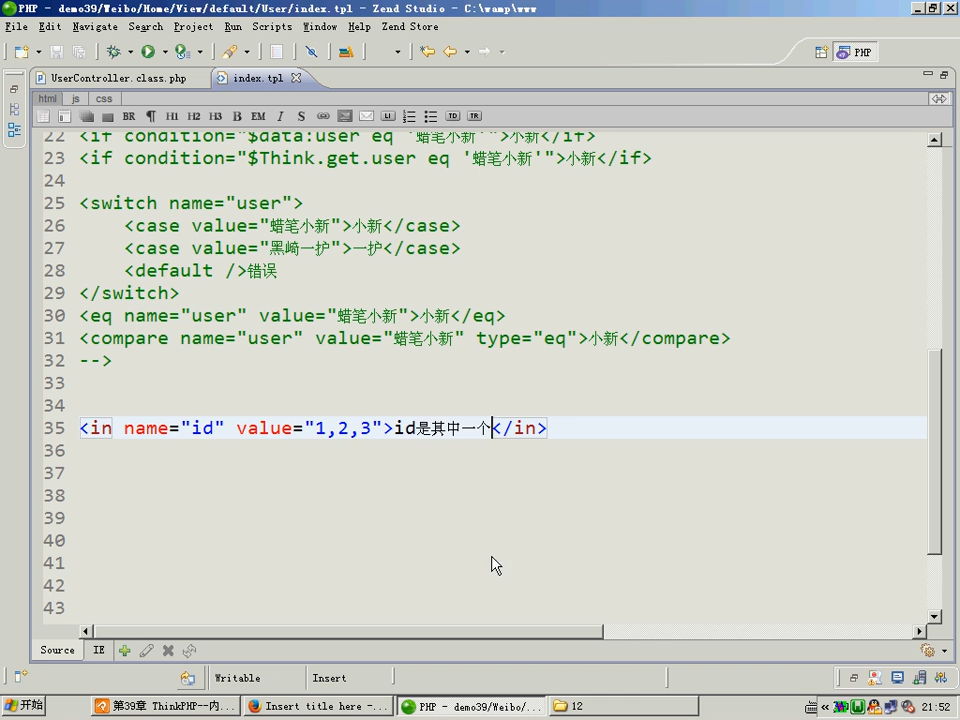 PHP - demo39/Weibo/Home/View/default/User/index.tpl - Zend Studio - C:\wamp\www
File Edit Navigate Search Project Run Scripts Window Help Zend Store
PHP
UserController.class.php index.tpl
html js css
BR ¶ H1 H2 H3 B EM I S LI TD TR
22 <if condition="$data:user eq '蜡笔小新'">小新</if>
23 <if condition="$Think.get.user eq '蜡笔小新'">小新</if>
24
25 <switch name="user">
26 <case value="蜡笔小新">小新</case>
27 <case value="黑崎一护">一护</case>
28 <default />错误
29 </switch>
30 <eq name="user" value="蜡笔小新">小新</eq>
31 <compare name="user" value="蜡笔小新" type="eq">小新</compare>
32 -->
33
34
35 <in name="id" value="1,2,3">id是其中一个</in>
36
37
38
39
40
41
42
43
Source IE
Writable Insert
开始 第39章 ThinkPHP--内... Insert title here -... PHP - demo39/Weibo/... 12 « 21:52